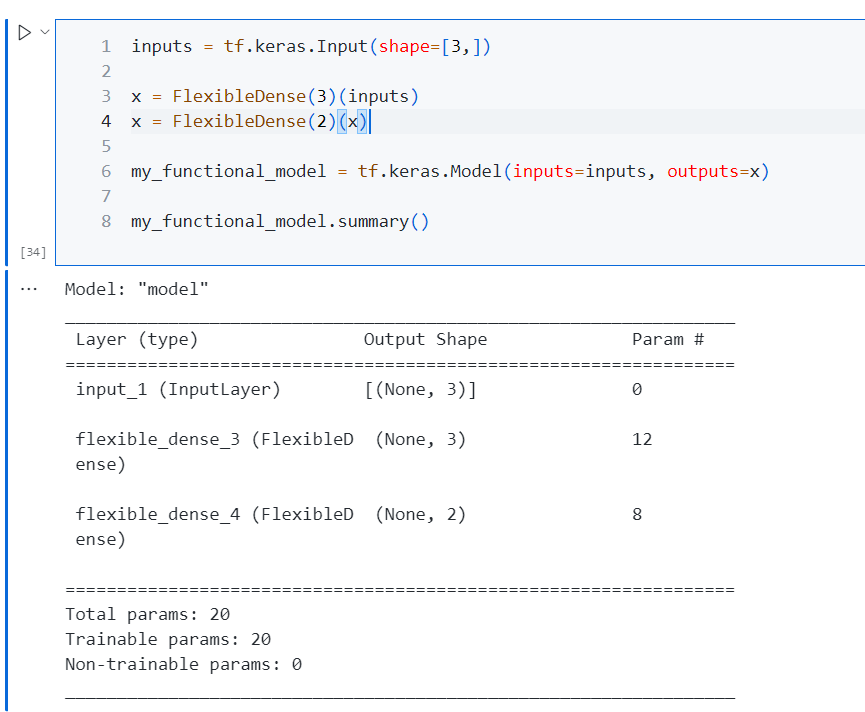 1 inputs = tf.keras.Input(shape=[3,])
2
3 x = FlexibleDense(3)(inputs)
4 x = FlexibleDense(2)(x)
5
6 my_functional_model = tf.keras.Model(inputs=inputs, outputs=x)
7
8 my_functional_model.summary()
[34]
... Model: "model"
_________________________________________________________________
Layer (type)                Output Shape              Param #
=================================================================
input_1 (InputLayer)        [(None, 3)]               0
flexible_dense_3 (FlexibleD  (None, 3)                12
ense)
flexible_dense_4 (FlexibleD  (None, 2)                8
ense)
=================================================================
Total params: 20
Trainable params: 20
Non-trainable params: 0
_________________________________________________________________